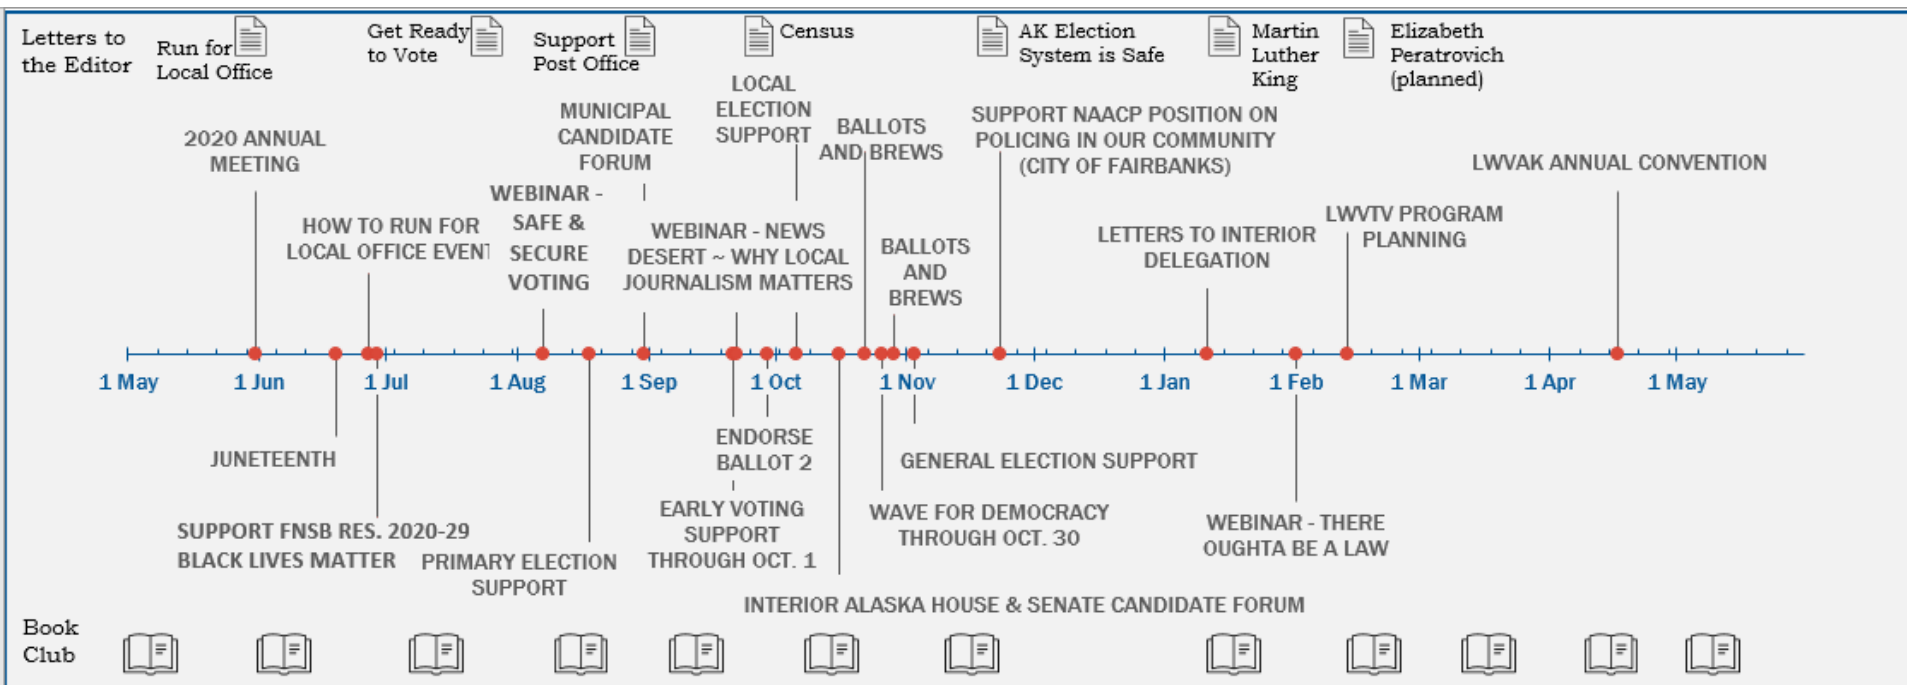 Letters to
the Editor
Run for
Local Office
Get Ready
to Vote
Support
Post Office
Census
AK Election
System is Safe
Martin
Luther
King
Elizabeth
Peratrovich
(planned)
2020 ANNUAL
MEETING
HOW TO RUN FOR
LOCAL OFFICE EVENT
WEBINAR -
SAFE &
SECURE
VOTING
MUNICIPAL
CANDIDATE
FORUM
WEBINAR - NEWS
DESERT ~ WHY LOCAL
JOURNALISM MATTERS
LOCAL
ELECTION
SUPPORT
BALLOTS
AND BREWS
BALLOTS
AND
BREWS
SUPPORT NAACP POSITION ON
POLICING IN OUR COMMUNITY
(CITY OF FAIRBANKS)
LETTERS TO INTERIOR
DELEGATION
LWVTV PROGRAM
PLANNING
LWVAK ANNUAL CONVENTION
1 May
1 Jun
1 Jul
1 Aug
1 Sep
1 Oct
1 Nov
1 Dec
1 Jan
1 Feb
1 Mar
1 Apr
1 May
JUNETEENTH
SUPPORT FNSB RES. 2020-29
BLACK LIVES MATTER
PRIMARY ELECTION
SUPPORT
ENDORSE
BALLOT 2
EARLY VOTING
SUPPORT
THROUGH OCT. 1
GENERAL ELECTION SUPPORT
WAVE FOR DEMOCRACY
THROUGH OCT. 30
INTERIOR ALASKA HOUSE & SENATE CANDIDATE FORUM
WEBINAR - THERE
OUGHTA BE A LAW
Book
Club